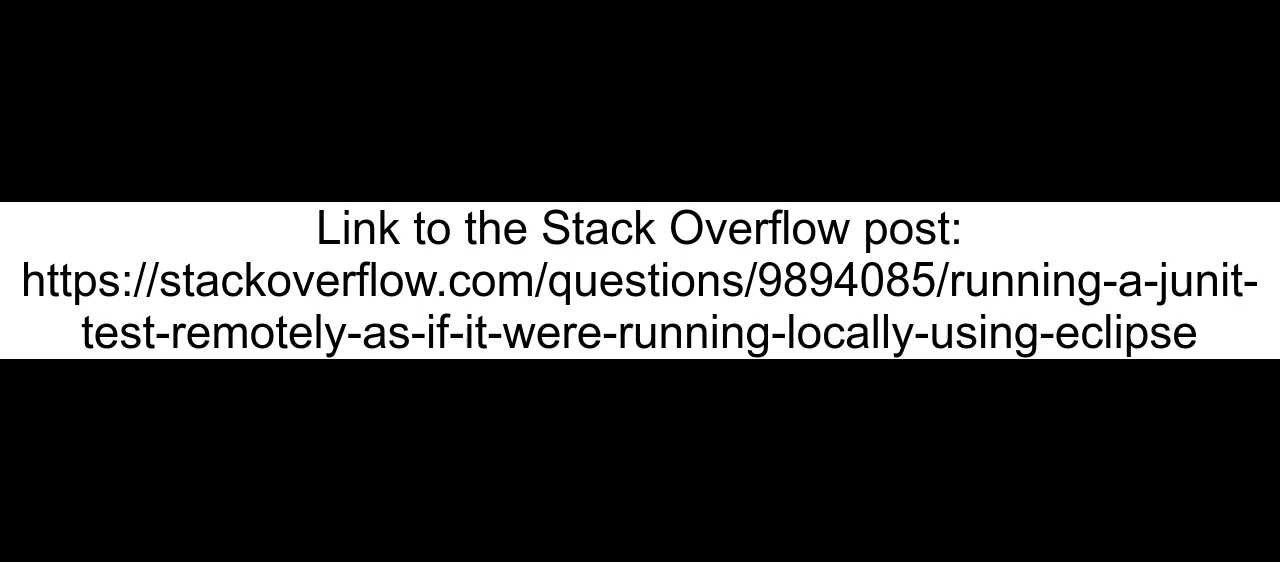 Link to the Stack Overflow post:
https://stackoverflow.com/questions/9894085/running-a-junit-
test-remotely-as-if-it-were-running-locally-using-eclipse